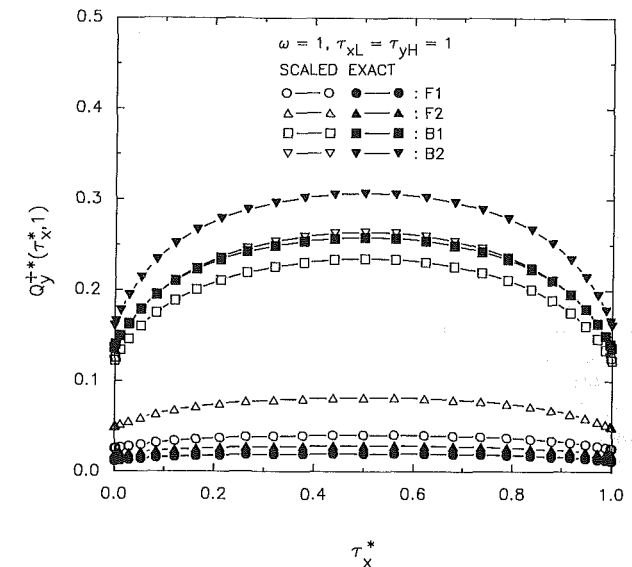 0.5
ω = 1, τxL = τyH = 1
SCALED EXACT
: F1
: F2
: B1
: B2
0.4
0.3
0.2
0.1
0.0
Qy+*(τx*,1)
0.0 0.2 0.4 0.6 0.8 1.0
τx*